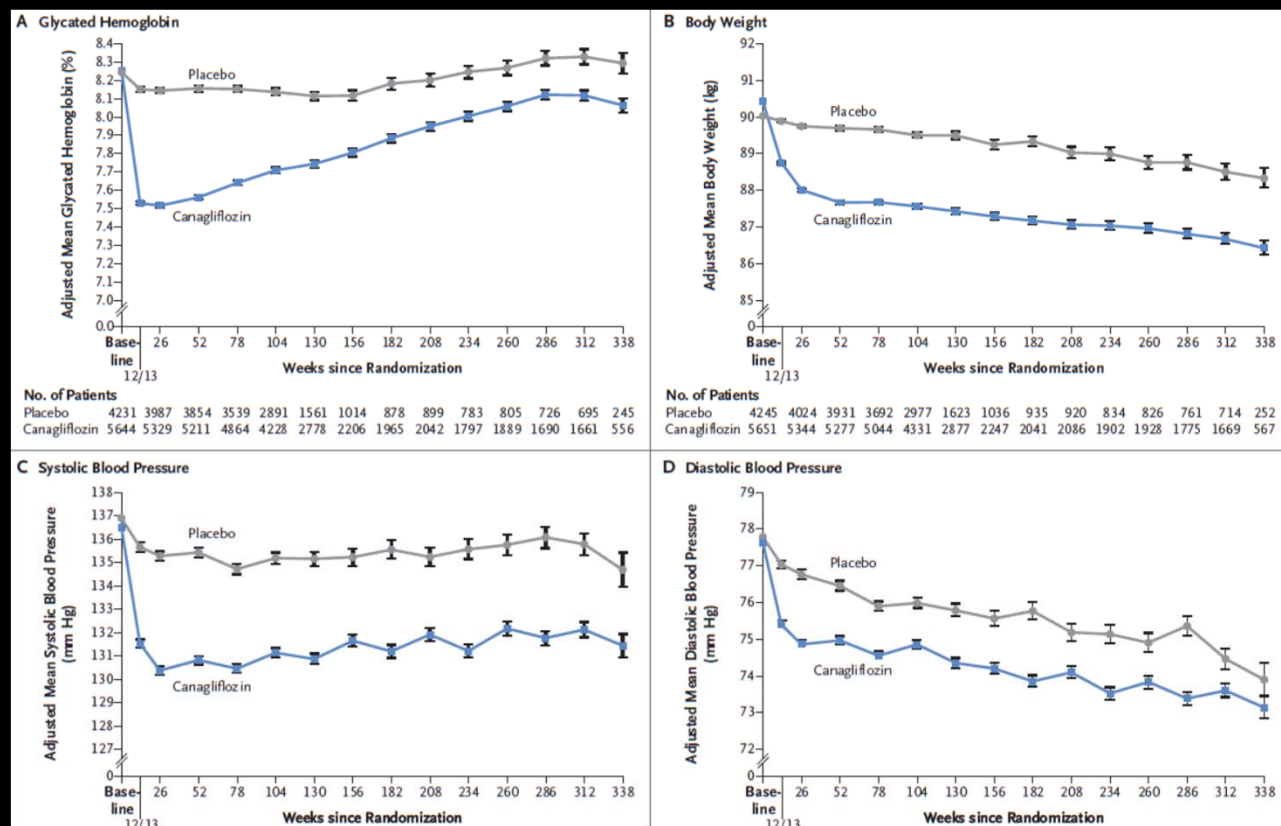 A Glycated Hemoglobin
Adjusted Mean Glycated Hemoglobin (%)
8.4
8.3
8.2
8.1
8.0
7.9
7.8
7.7
7.6
7.5
7.4
7.3
7.2
7.1
7.0
0.0
Placebo
Canagliflozin
Base-
line
12/13
26 52 78 104 130 156 182 208 234 260 286 312 338
Weeks since Randomization
No. of Patients
Placebo 4231 3987 3854 3539 2891 1561 1014 878 899 783 805 726 695 245
Canagliflozin 5644 5329 5211 4864 4228 2778 2206 1965 2042 1797 1889 1690 1661 556
B Body Weight
Adjusted Mean Body Weight (kg)
92
91
90
89
88
87
86
85
0
Placebo
Canagliflozin
Base-
line
12/13
26 52 78 104 130 156 182 208 234 260 286 312 338
Weeks since Randomization
No. of Patients
Placebo 4245 4024 3931 3692 2977 1623 1036 935 920 834 826 761 714 252
Canagliflozin 5651 5344 5277 5044 4331 2877 2247 2041 2086 1902 1928 1775 1669 567
C Systolic Blood Pressure
Adjusted Mean Systolic Blood Pressure
(mm Hg)
138
137
136
135
134
133
132
131
130
129
128
127
0
Placebo
Canagliflozin
Base-
line
12/13
26 52 78 104 130 156 182 208 234 260 286 312 338
Weeks since Randomization
D Diastolic Blood Pressure
Adjusted Mean Diastolic Blood Pressure
(mm Hg)
79
78
77
76
75
74
73
72
0
Placebo
Canagliflozin
Base-
line
12/13
26 52 78 104 130 156 182 208 234 260 286 312 338
Weeks since Randomization